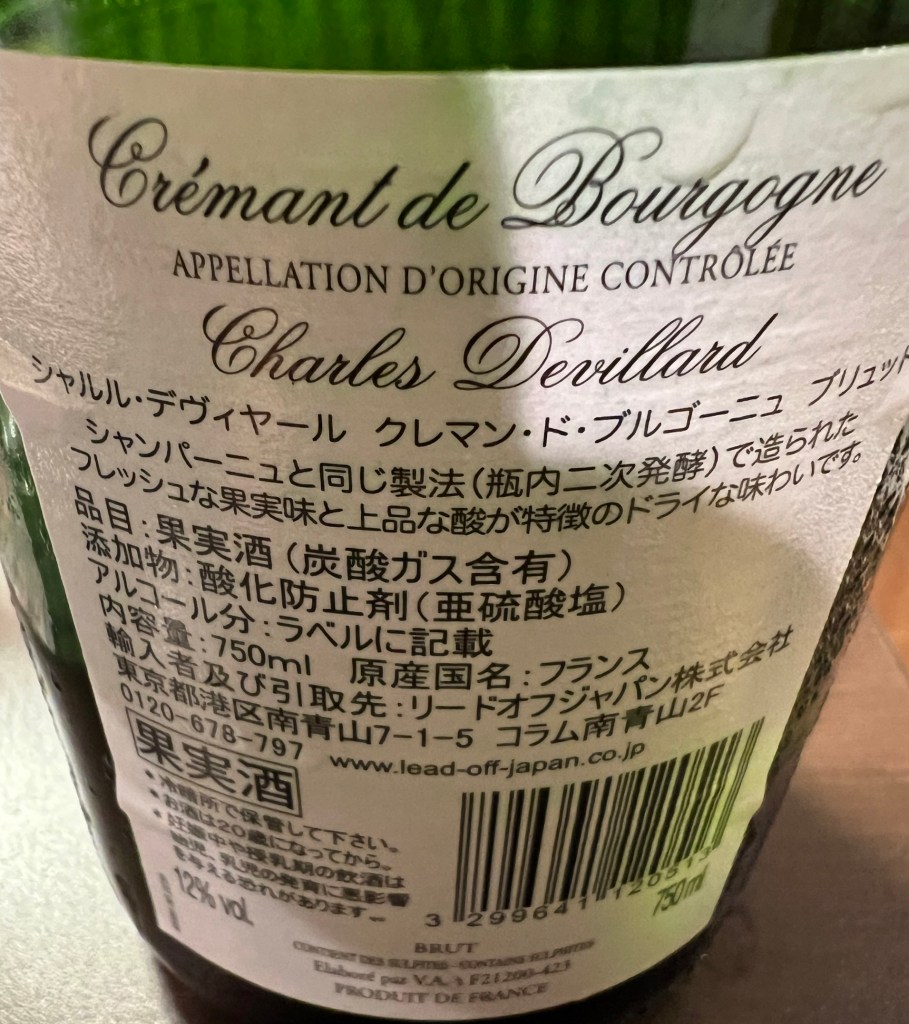 Crémant de Bourgogne
APPELLATION D'ORIGINE CONTRÔLÉE
Charles Devillard
シャルル・デヴィヤール クレマン・ド・ブルゴーニュ ブリュット
シャンパーニュと同じ製法(瓶内二次発酵)で造られた
フレッシュな果実味と上品な酸が特徴のドライな味わいです。
品目:果実酒(炭酸ガス含有)
添加物:酸化防止剤(亜硫酸塩)
アルコール分:ラベルに記載
内容量:750ml 原産国名:フランス
輸入者及び引取先:リードオフジャパン株式会社
東京都港区南青山7-1-5 コラム南青山2F
0120-678-797 www.lead-off-japan.co.jp
果実酒
・冷暗所で保管して下さい。
・お酒は20歳になってから。
・妊娠中や授乳期の飲酒は
胎児・乳児の発育に悪影響
を与える恐れがあります。
12% vol.
3 299641 120513
750 ml
BRUT
CONTIENT DES SULFITES - CONTAINS SULPHITES
Elaboré par V.A. à F21200-423
PRODUIT DE FRANCE